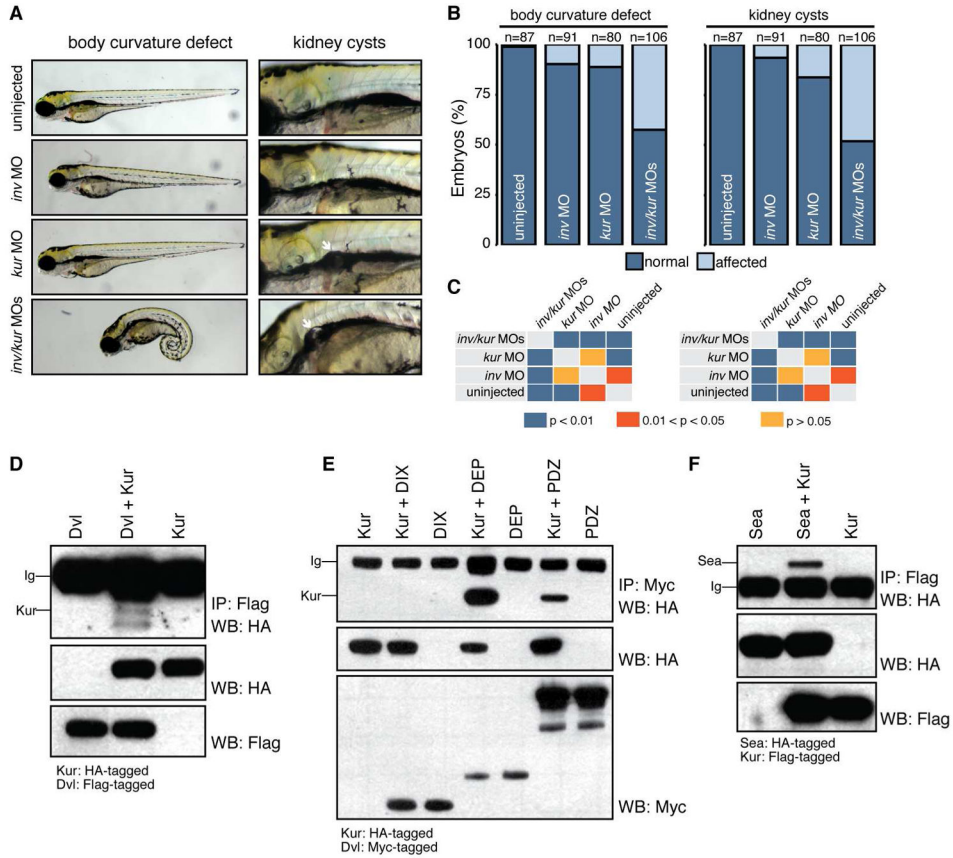 A
body curvature defect
kidney cysts
uninjected
inv MO
kur MO
inv/kur MOs
B
body curvature defect
kidney cysts
n=87
n=91
n=80
n=106
n=87
n=91
n=80
n=106
Embryos (%)
100
75
50
25
0
uninjected
inv MO
kur MO
inv/kur MOs
uninjected
inv MO
kur MO
inv/kur MOs
normal
affected
C
inv/kur MOs
kur MO
inv MO
uninjected
inv/kur MOs
kur MO
inv MO
uninjected
inv/kur MOs
kur MO
inv MO
uninjected
inv/kur MOs
kur MO
inv MO
uninjected
p < 0.01
0.01 < p < 0.05
p > 0.05
D
Dvl
Dvl + Kur
Kur
Ig
Kur
IP: Flag
WB: HA
WB: HA
WB: Flag
Kur: HA-tagged
Dvl: Flag-tagged
E
Kur
Kur + DIX
DIX
Kur + DEP
DEP
Kur + PDZ
PDZ
Ig
Kur
IP: Myc
WB: HA
WB: HA
WB: Myc
Kur: HA-tagged
Dvl: Myc-tagged
F
Sea
Sea + Kur
Kur
Sea
Ig
IP: Flag
WB: HA
WB: HA
WB: Flag
Sea: HA-tagged
Kur: Flag-tagged